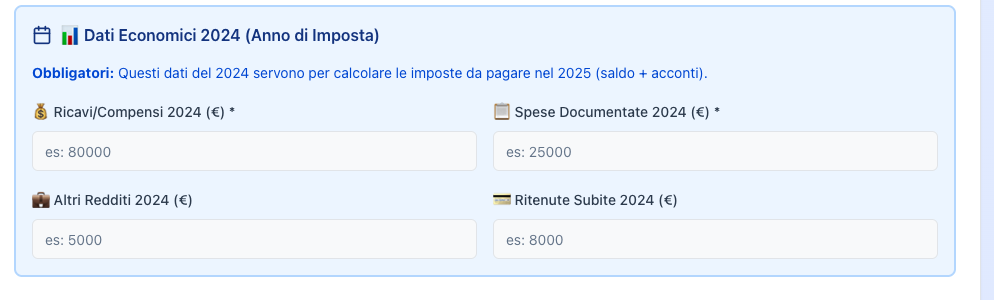 Dati Economici 2024 (Anno di Imposta)
Obbligatori: Questi dati del 2024 servono per calcolare le imposte da pagare nel 2025 (saldo + acconti).
Ricavi/Compensi 2024 (€) *
Spese Documentate 2024 (€) *
es: 80000
es: 25000
Altri Redditi 2024 (€)
Ritenute Subite 2024 (€)
es: 5000
es: 8000